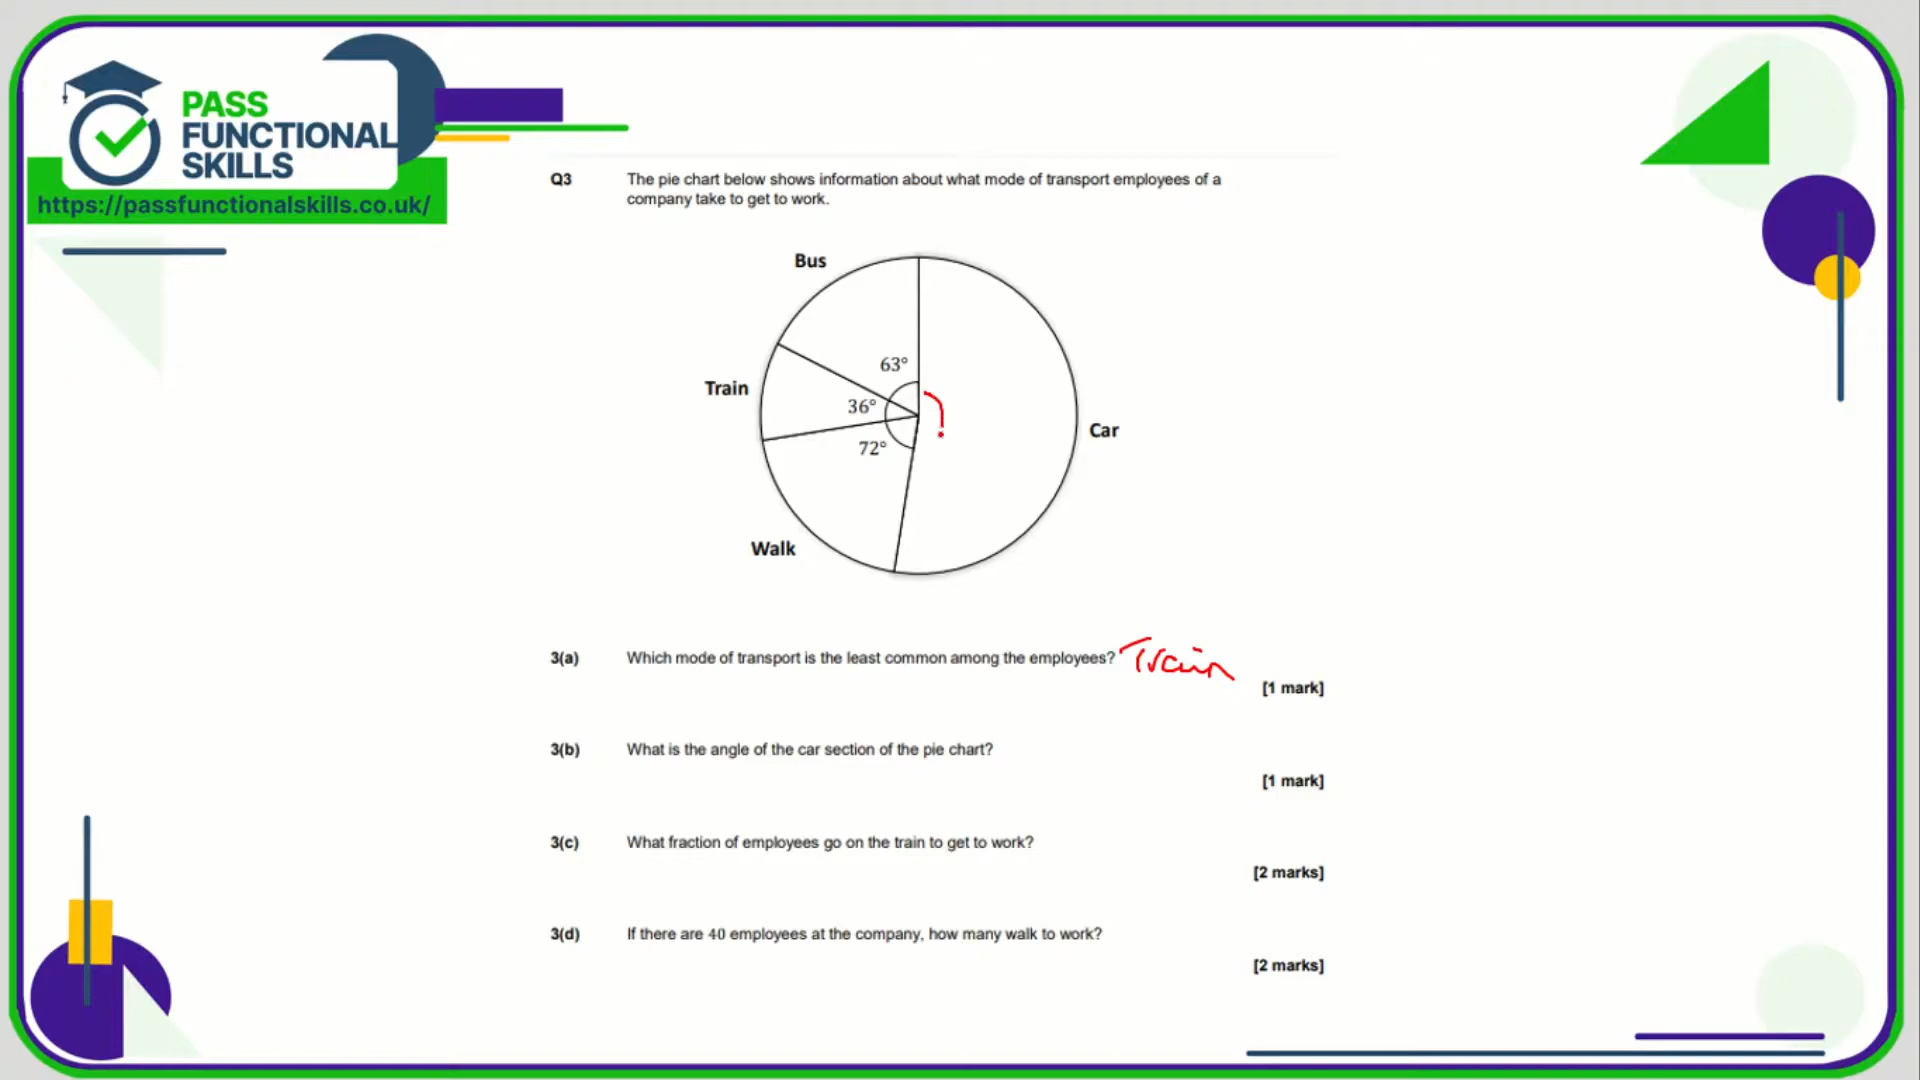 PASS
FUNCTIONAL
SKILLS
https://passfunctionalskills.co.uk/
Q3 The pie chart below shows information about what mode of transport employees of a
company take to get to work.
Bus
63°
Train
36°
72°
Car
Walk
3(a) Which mode of transport is the least common among the employees? Train
[1 mark]
3(b) What is the angle of the car section of the pie chart?
[1 mark]
3(c) What fraction of employees go on the train to get to work?
[2 marks]
3(d) If there are 40 employees at the company, how many walk to work?
[2 marks]